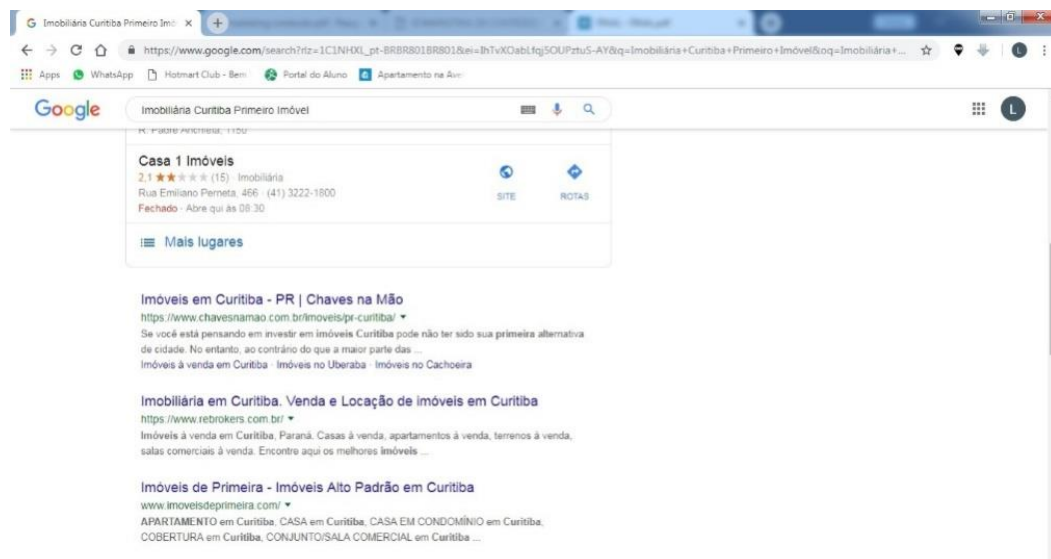 Imobiliária Curitiba Primeiro Imó
https://www.google.com/search?rlz=1C1NHXL_pt-BRBR801BR801&ei=IhTvXOabLfqj5OUPztuS-AY&q=Imobiliária+Curitiba+Primeiro+Imóvel&oq=Imobiliária+...
L
Apps WhatsApp Hotmart Club - Bem Portal do Aluno Apartamento na Ave
Google Imobiliária Curitiba Primeiro Imóvel L
R. Padre Anchieta, 1150
Casa 1 Imóveis
2,1 (15) · Imobiliária
Rua Emiliano Perneta, 466 · (41) 3222-1800
SITE ROTAS
Fechado · Abre qui às 08:30
Mais lugares
Imóveis em Curitiba - PR | Chaves na Mão
https://www.chavesnamao.com.br/imoveis/pr-curitiba/
Se você está pensando em investir em imóveis Curitiba pode não ter sido sua primeira alternativa
de cidade. No entanto, ao contrário do que a maior parte das ...
Imóveis à venda em Curitiba · Imóveis no Uberaba · Imóveis no Cachoeira
Imobiliária em Curitiba. Venda e Locação de imóveis em Curitiba
https://www.rebrokers.com.br/
Imóveis à venda em Curitiba, Paraná. Casas à venda, apartamentos à venda, terrenos à venda,
salas comerciais à venda. Encontre aqui os melhores imóveis ...
Imóveis de Primeira - Imóveis Alto Padrão em Curitiba
www.imoveisdeprimeira.com/
APARTAMENTO em Curitiba, CASA em Curitiba, CASA EM CONDOMÍNIO em Curitiba,
COBERTURA em Curitiba, CONJUNTO/SALA COMERCIAL em Curitiba ...